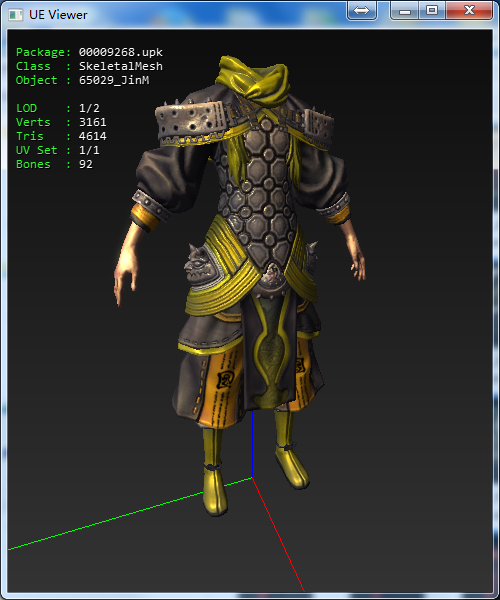 UE Viewer
Package: 00009268.upk
Class : SkeletalMesh
Object : 65029_JinM
LOD : 1/2
Verts : 3161
Tris : 4614
UV Set : 1/1
Bones : 92